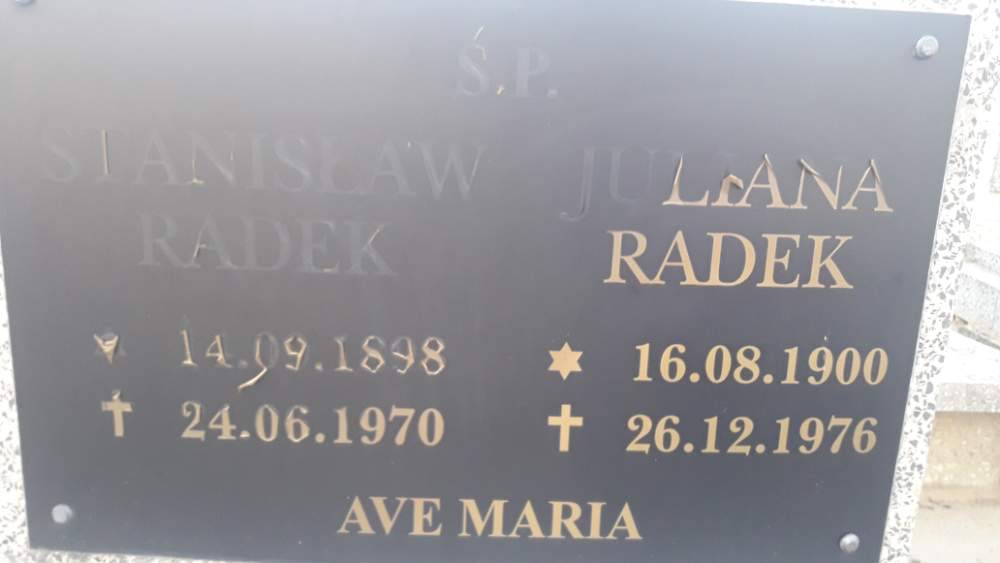 Ś.P.
STANISŁAW JULIANA
RADEK RADEK
14.09.1898 16.08.1900
24.06.1970 26.12.1976
AVE MARIA